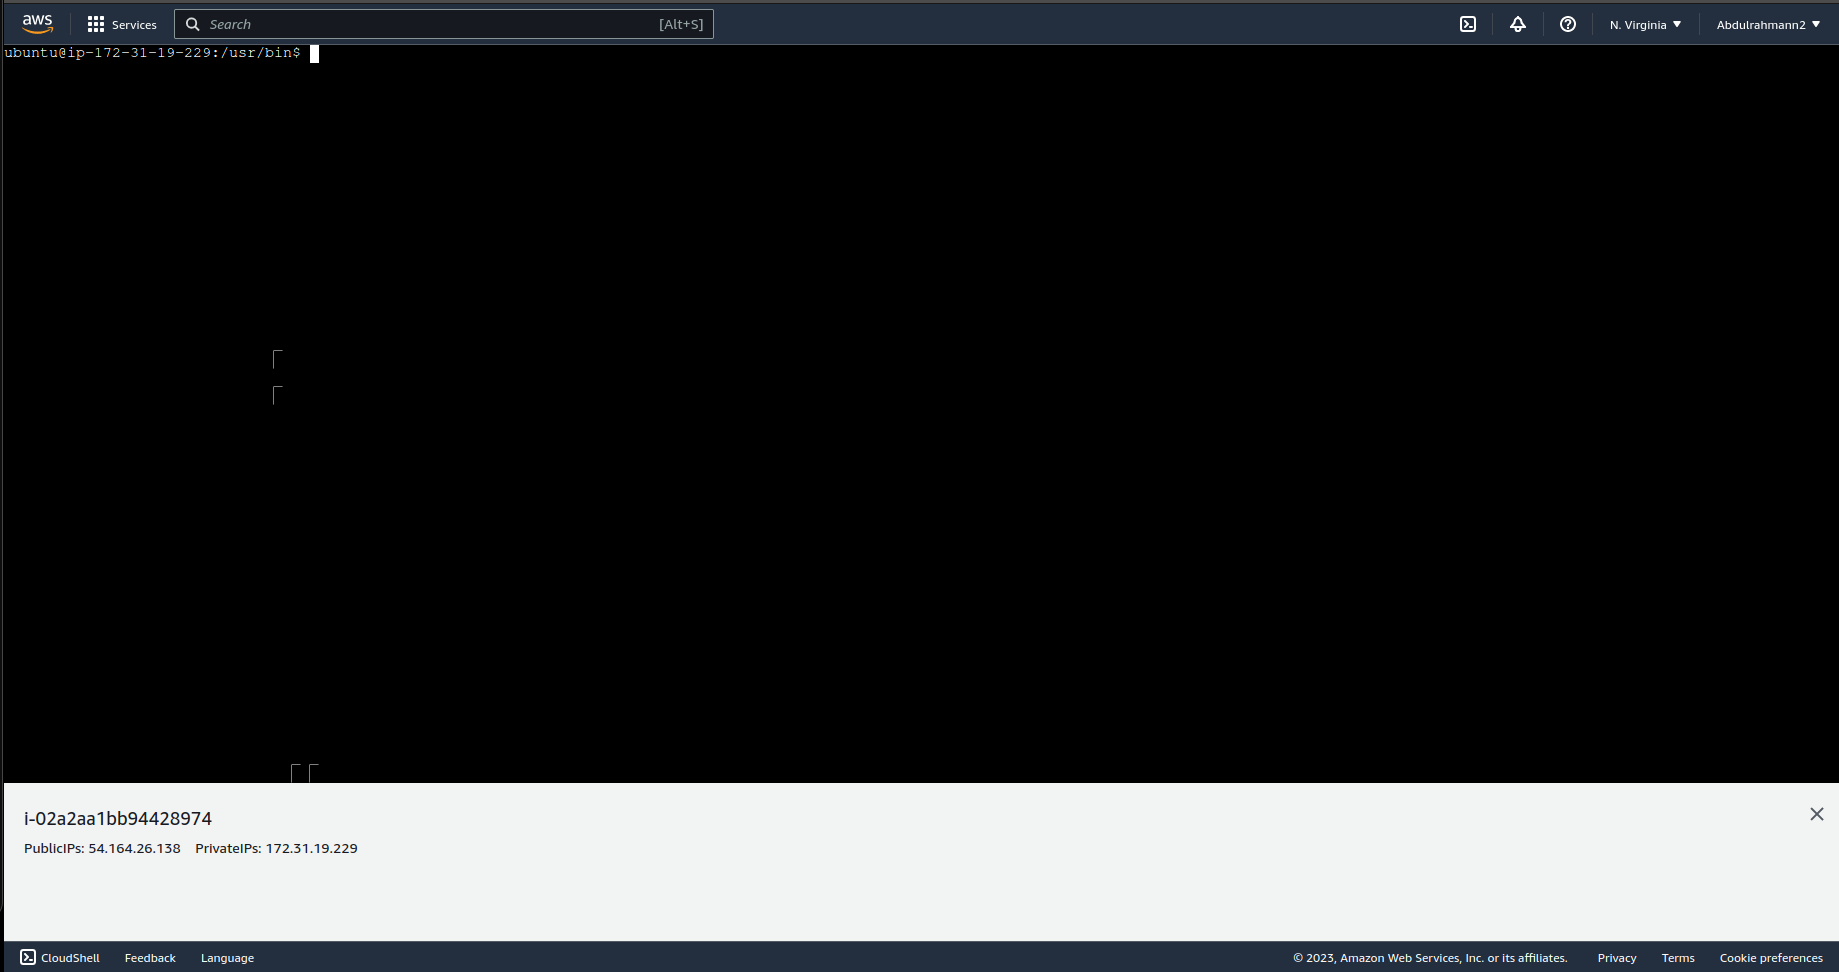 aws Services Search [Alt+S] N. Virginia Abdulrahmann2
ubuntu@ip-172-31-19-229:/usr/bin$
i-02a2aa1bb94428974
PublicIPs: 54.164.26.138 PrivateIPs: 172.31.19.229
CloudShell Feedback Language © 2023, Amazon Web Services, Inc. or its affiliates. Privacy Terms Cookie preferences